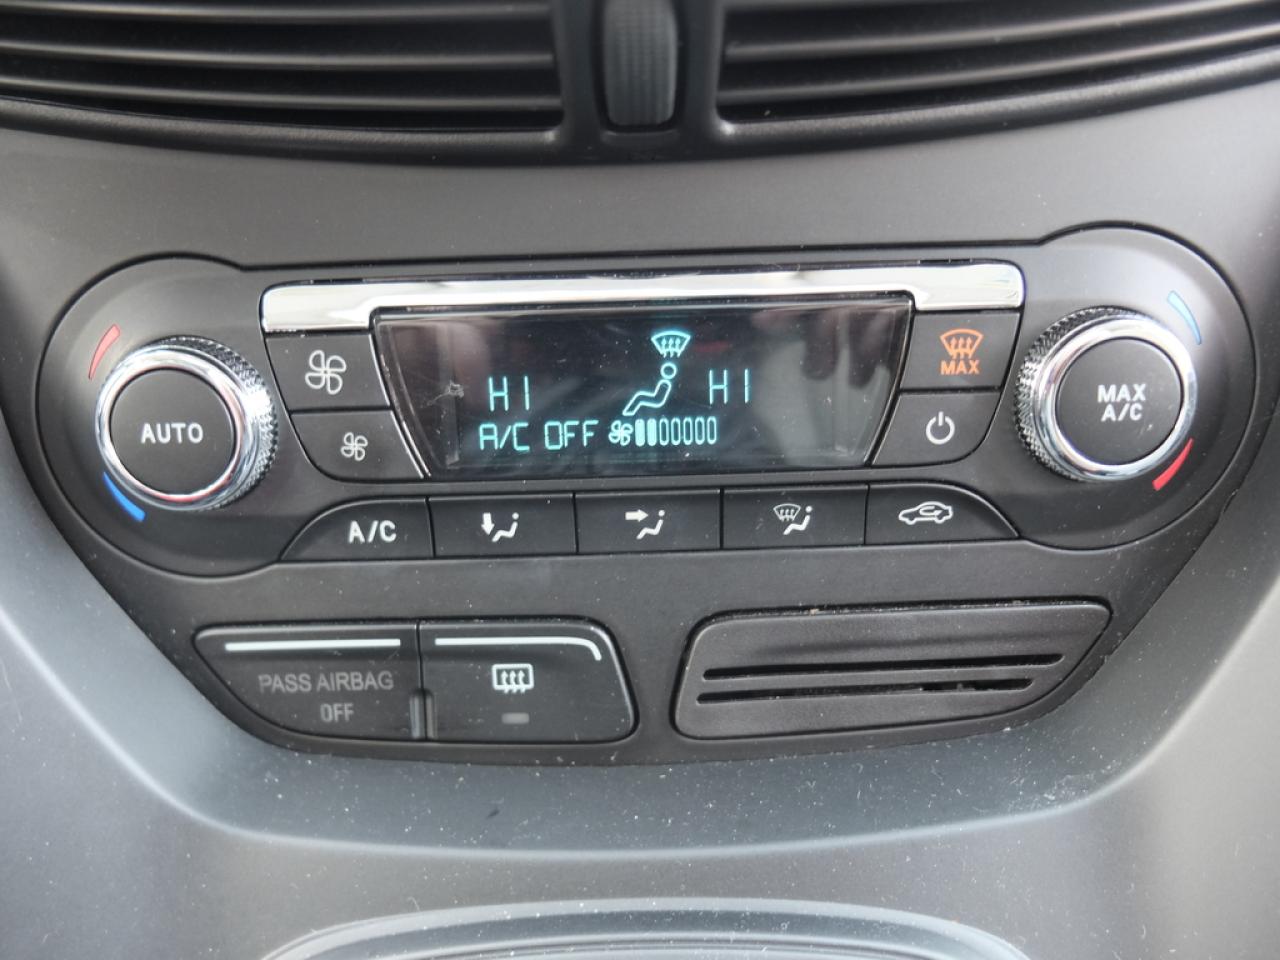 HI HI
A/C OFF
MAX
AUTO
MAX
A/C
A/C
PASS AIRBAG
OFF